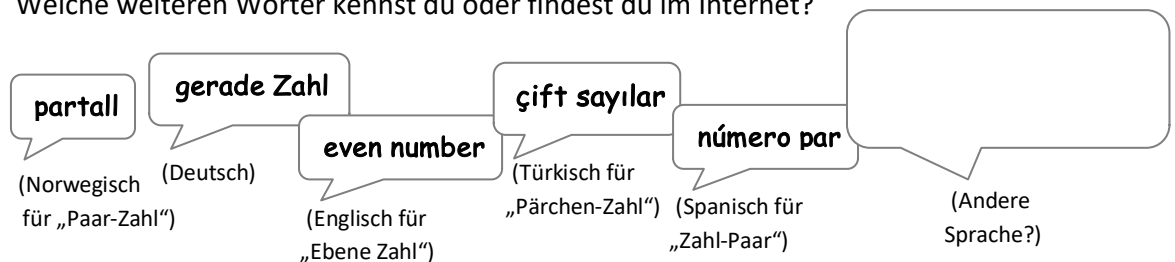 Welche weiteren Wörter kennst du oder findest du im Internet?
partall
(Norwegisch
für „Paar-Zahl“)
gerade Zahl
(Deutsch)
even number
(Englisch für
„Ebene Zahl“)
çift sayılar
(Türkisch für
„Pärchen-Zahl“)
número par
(Spanisch für
„Zahl-Paar“)
(Andere
Sprache?)